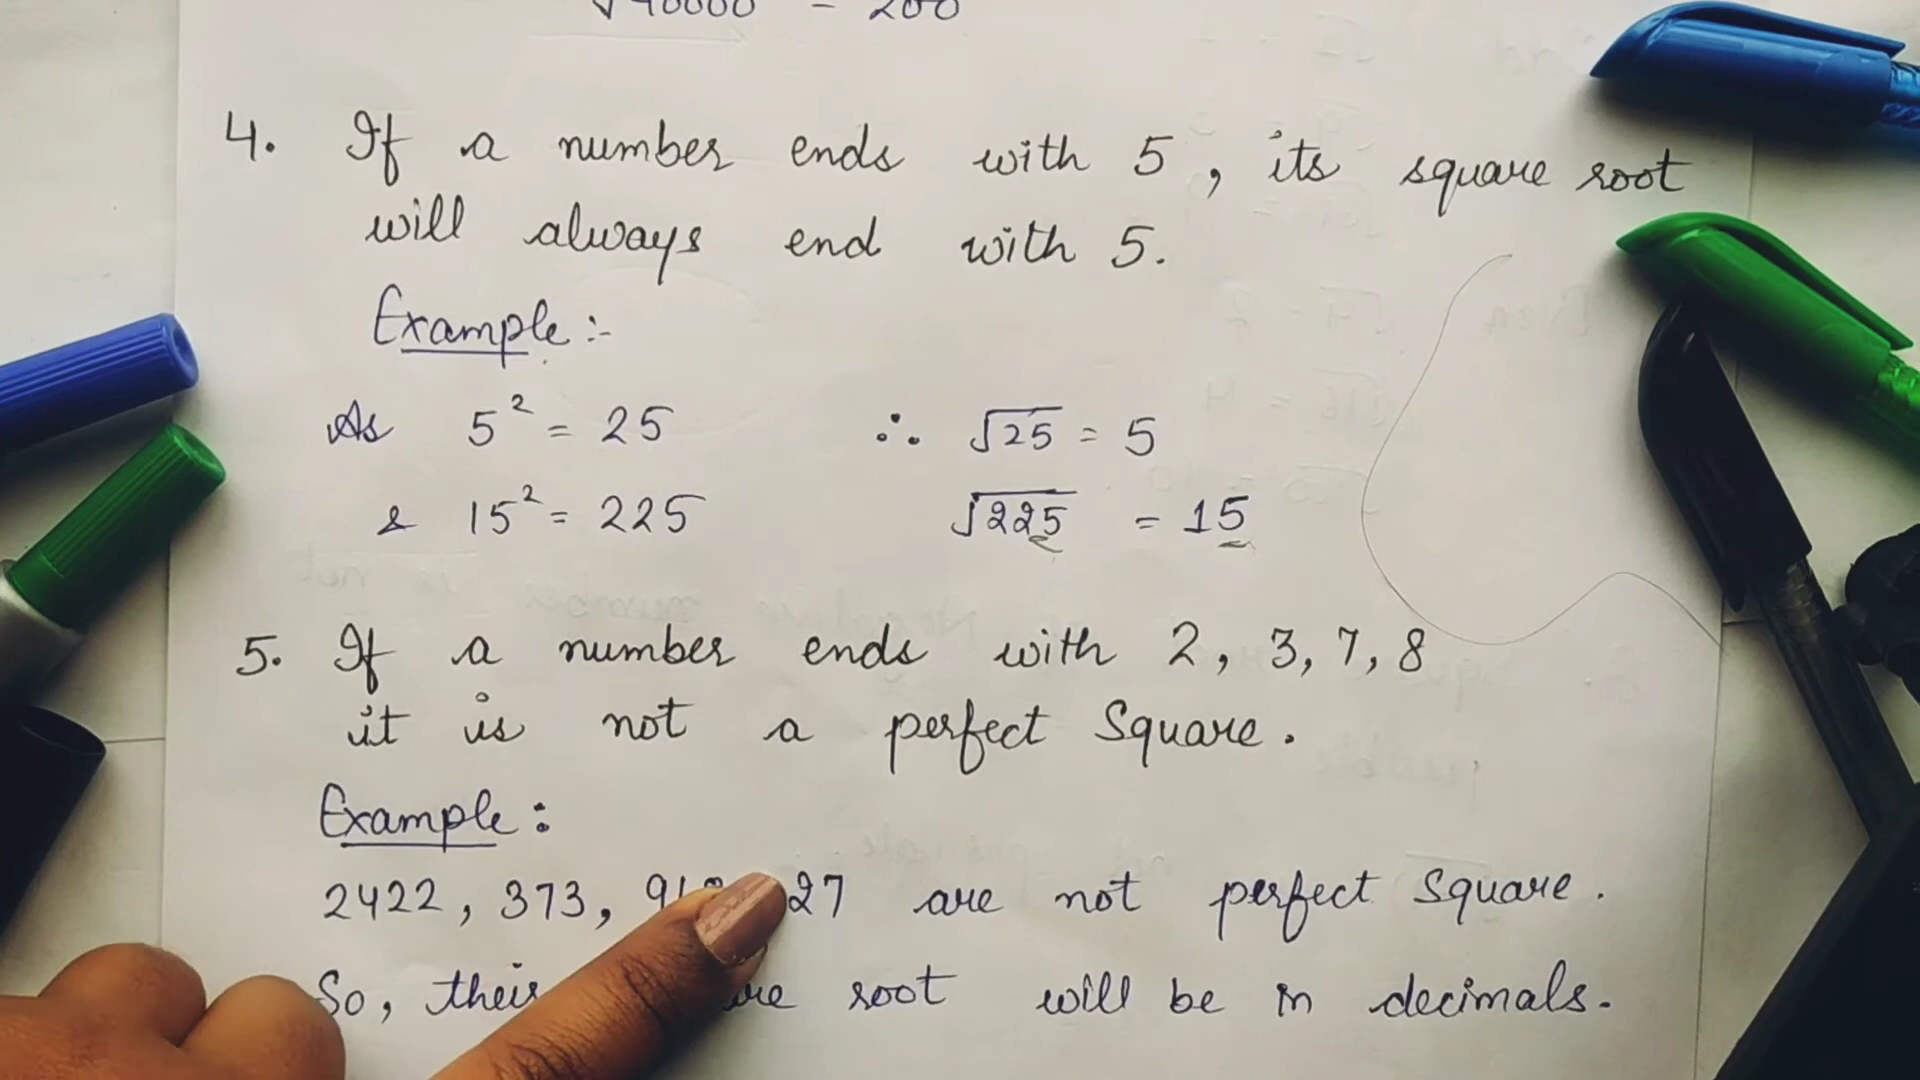 √40000 = 200
4. If a number ends with 5, its square root
will always end with 5.
Example :-
As 5² = 25 ∴ √25 = 5
& 15² = 225 √225 = 15
5. If a number ends with 2, 3, 7, 8
it is not a perfect Square.
Example :
2422, 373, 27 are not perfect Square.
So, their root will be in decimals.